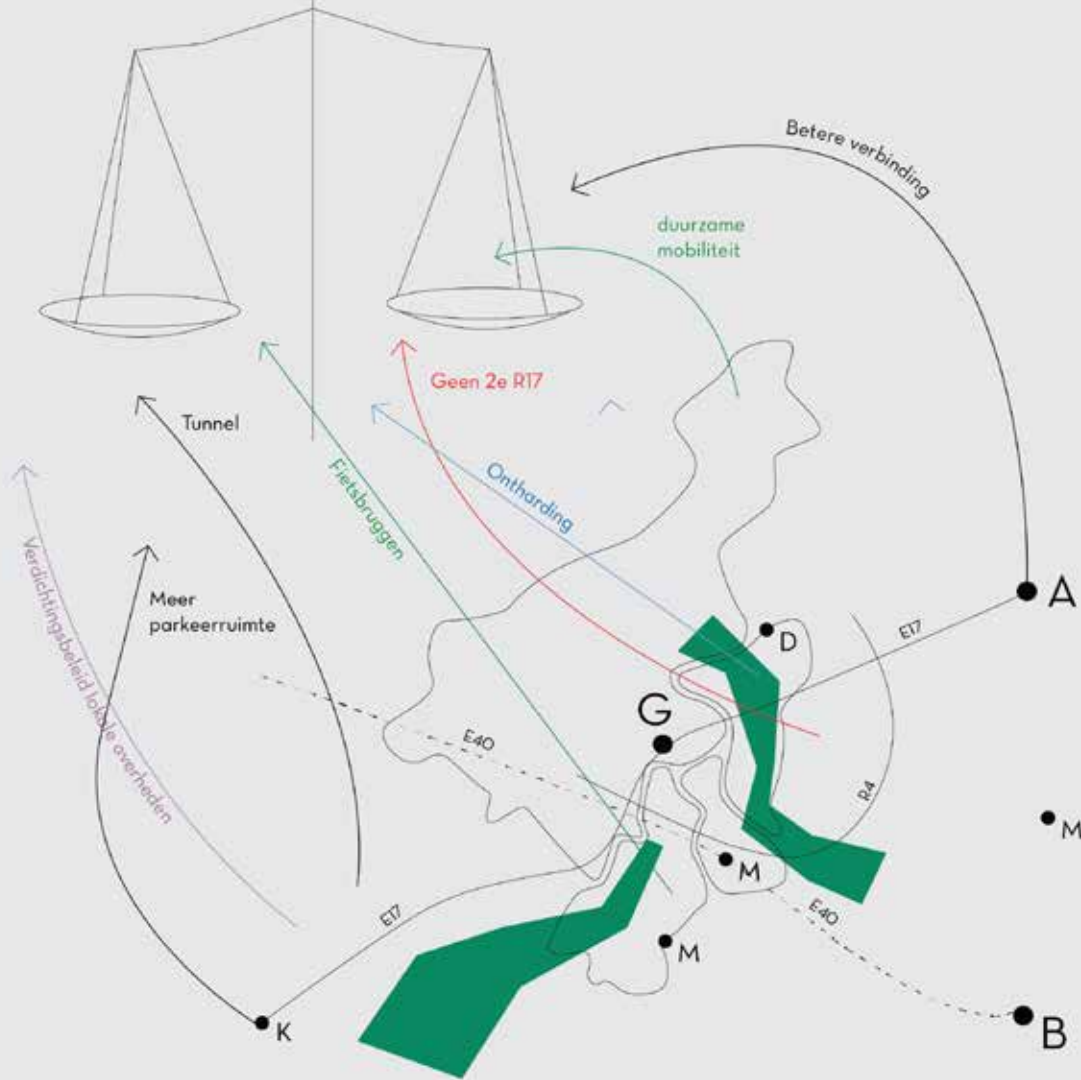 Betere verbinding
duurzame
mobiliteit
Geen 2e R17
Tunnel
Fietsbruggen
Ontharding
Verdichtingsbeleid lokale overheden
Meer
parkeerruimte
A
D
E17
G
E40
R4
M
M
E40
E17
M
B
K